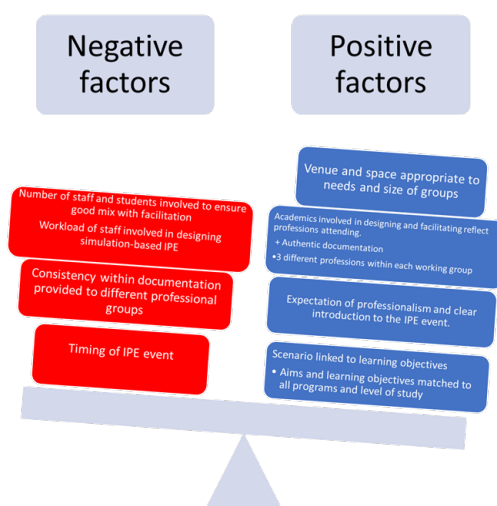 Negative
factors
Positive
factors
Number of staff and students involved to ensure
good mix with facilitation
Workload of staff involved in designing
simulation-based IPE
Consistency within documentation
provided to different professional
groups
Timing of IPE event
Venue and space appropriate to
needs and size of groups
Academics involved in designing and facilitating reflect
professions attending.
+ Authentic documentation
•3 different professions within each working group
Expectation of professionalism and clear
introduction to the IPE event.
Scenario linked to learning objectives
• Aims and learning objectives matched to
all programs and level of study